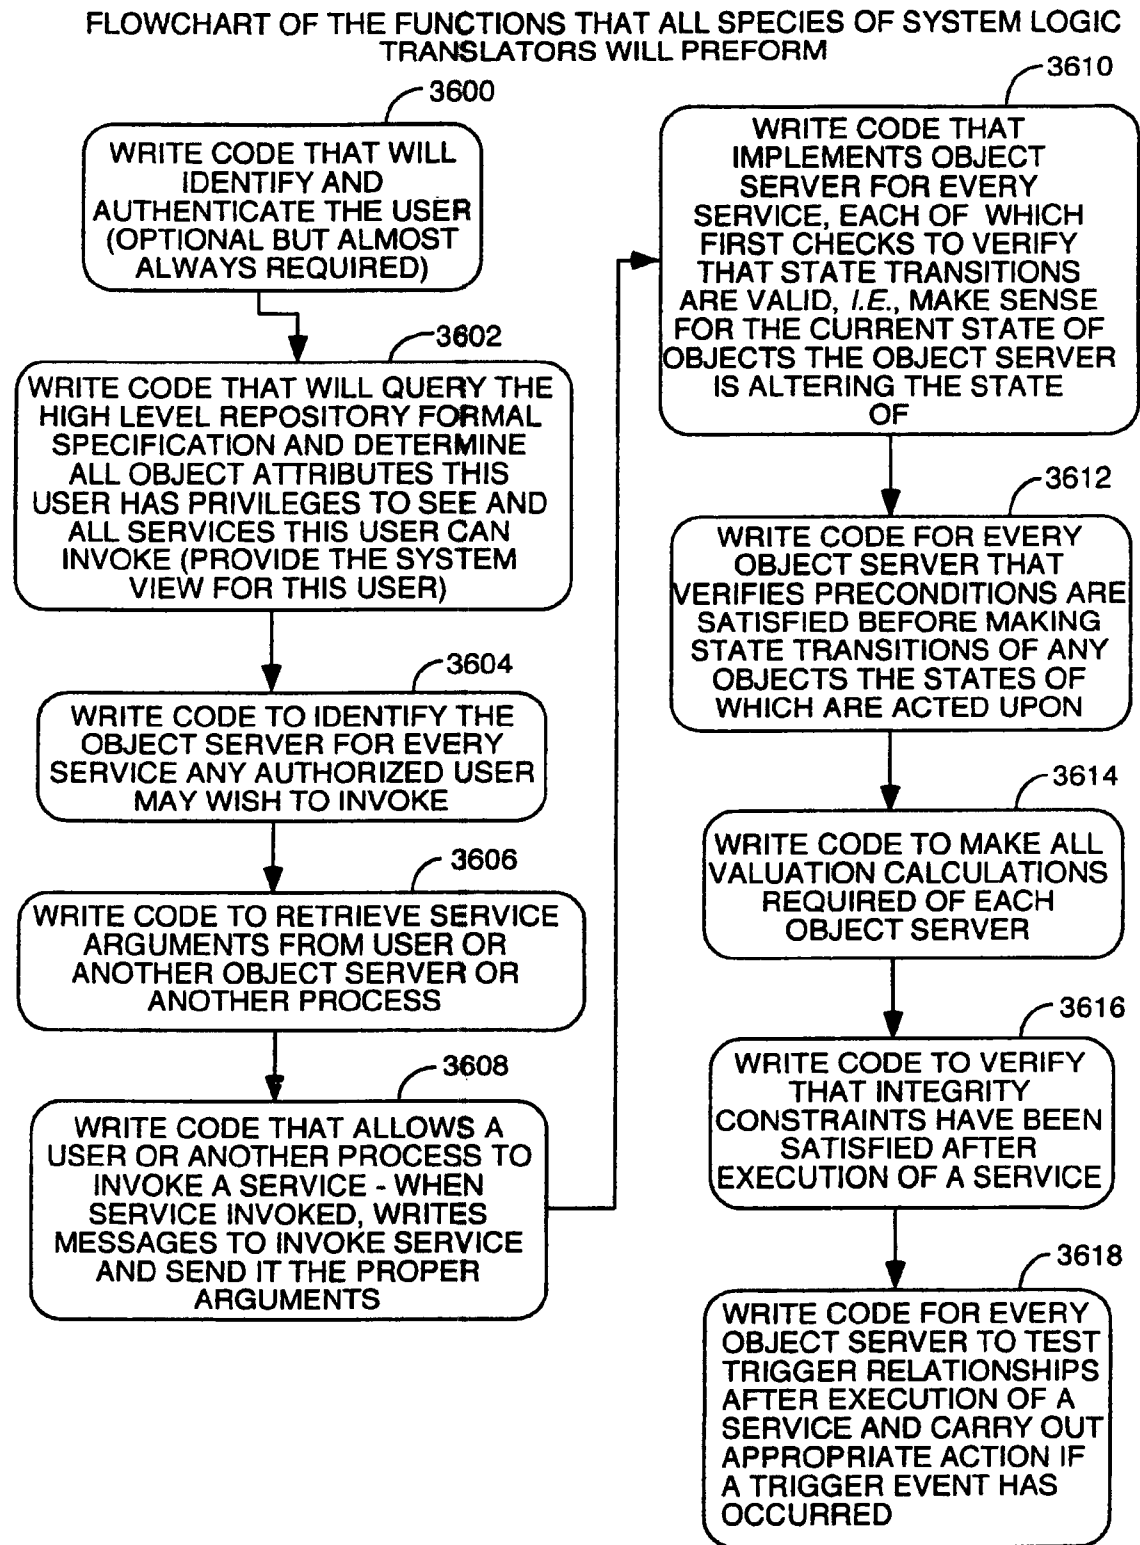 FLOWCHART OF THE FUNCTIONS THAT ALL SPECIES OF SYSTEM LOGIC
TRANSLATORS WILL PREFORM
3600
WRITE CODE THAT WILL
IDENTIFY AND
AUTHENTICATE THE USER
(OPTIONAL BUT ALMOST
ALWAYS REQUIRED)
3602
WRITE CODE THAT WILL QUERY THE
HIGH LEVEL REPOSITORY FORMAL
SPECIFICATION AND DETERMINE
ALL OBJECT ATTRIBUTES THIS
USER HAS PRIVILEGES TO SEE AND
ALL SERVICES THIS USER CAN
INVOKE (PROVIDE THE SYSTEM
VIEW FOR THIS USER)
3604
WRITE CODE TO IDENTIFY THE
OBJECT SERVER FOR EVERY
SERVICE ANY AUTHORIZED USER
MAY WISH TO INVOKE
3606
WRITE CODE TO RETRIEVE SERVICE
ARGUMENTS FROM USER OR
ANOTHER OBJECT SERVER OR
ANOTHER PROCESS
3608
WRITE CODE THAT ALLOWS A
USER OR ANOTHER PROCESS TO
INVOKE A SERVICE - WHEN
SERVICE INVOKED, WRITES
MESSAGES TO INVOKE SERVICE
AND SEND IT THE PROPER
ARGUMENTS
3610
WRITE CODE THAT
IMPLEMENTS OBJECT
SERVER FOR EVERY
SERVICE, EACH OF WHICH
FIRST CHECKS TO VERIFY
THAT STATE TRANSITIONS
ARE VALID, I.E., MAKE SENSE
FOR THE CURRENT STATE OF
OBJECTS THE OBJECT SERVER
IS ALTERING THE STATE
OF
3612
WRITE CODE FOR EVERY
OBJECT SERVER THAT
VERIFIES PRECONDITIONS ARE
SATISFIED BEFORE MAKING
STATE TRANSITIONS OF ANY
OBJECTS THE STATES OF
WHICH ARE ACTED UPON
3614
WRITE CODE TO MAKE ALL
VALUATION CALCULATIONS
REQUIRED OF EACH
OBJECT SERVER
3616
WRITE CODE TO VERIFY
THAT INTEGRITY
CONSTRAINTS HAVE BEEN
SATISFIED AFTER
EXECUTION OF A SERVICE
3618
WRITE CODE FOR EVERY
OBJECT SERVER TO TEST
TRIGGER RELATIONSHIPS
AFTER EXECUTION OF A
SERVICE AND CARRY OUT
APPROPRIATE ACTION IF
A TRIGGER EVENT HAS
OCCURRED